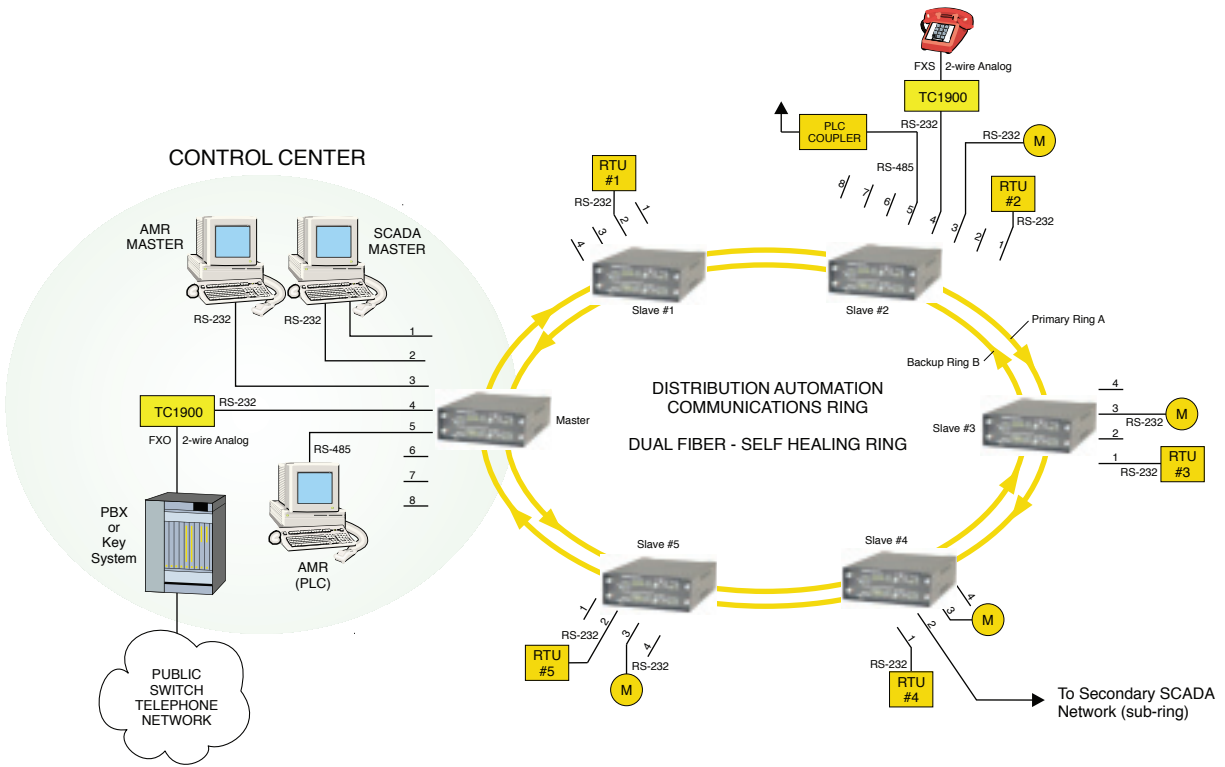 CONTROL CENTER
AMR
MASTER
SCADA
MASTER
RS-232
RS-232
1
2
3
4
5
6
7
8
TC1900
RS-232
FXO
2-wire Analog
RS-485
PBX
or
Key
System
AMR
(PLC)
PUBLIC
SWITCH
TELEPHONE
NETWORK
Master
RTU
#1
RS-232
1
2
3
4
Slave #1
FXS
2-wire Analog
TC1900
RS-232
PLC
COUPLER
RS-485
RS-232
M
RTU
#2
RS-232
8
7
6
5
4
3
2
1
Slave #2
Primary Ring A
Backup Ring B
DISTRIBUTION AUTOMATION
COMMUNICATIONS RING
DUAL FIBER - SELF HEALING RING
Slave #3
4
3
RS-232
M
2
1
RS-232
RTU
#3
Slave #4
4
3
M
2
1
RS-232
RTU
#4
To Secondary SCADA
Network (sub-ring)
Slave #5
1
2
RS-232
RTU
#5
3
4
RS-232
M